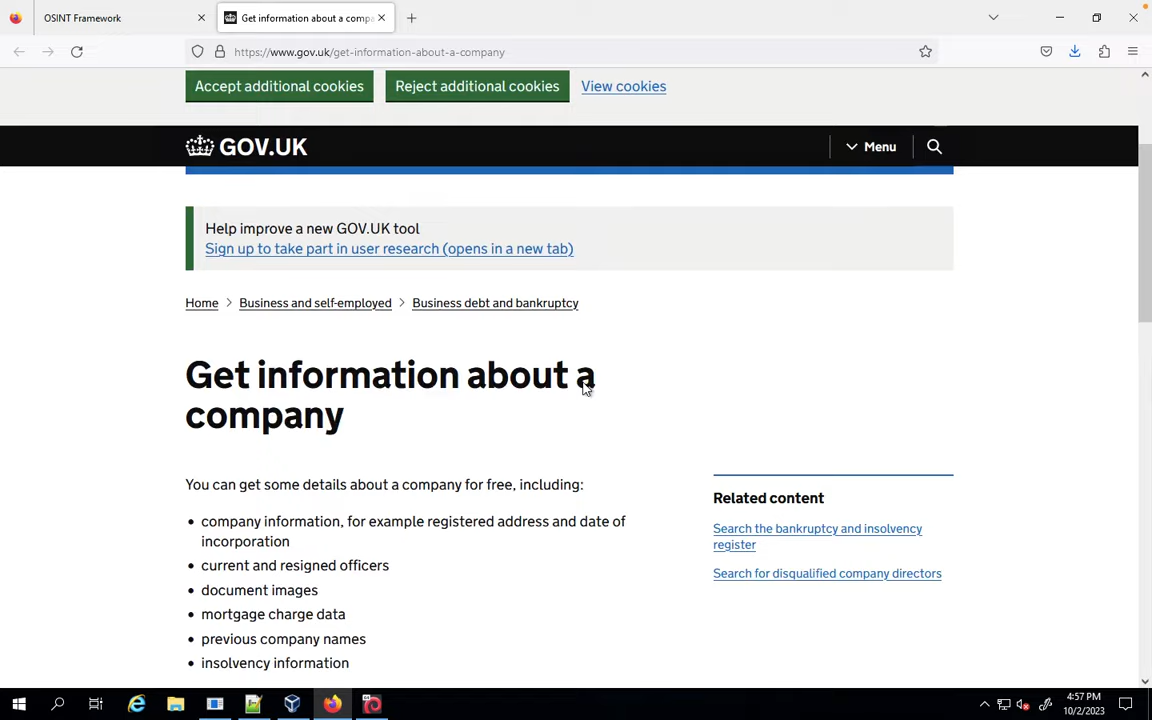 OSINT Framework
Get information about a compa
https://www.gov.uk/get-information-about-a-company
Accept additional cookies
Reject additional cookies
View cookies
GOV.UK
Menu
Help improve a new GOV.UK tool
Sign up to take part in user research (opens in a new tab)
Home > Business and self-employed > Business debt and bankruptcy
Get information about a
company
You can get some details about a company for free, including:
• company information, for example registered address and date of
incorporation
• current and resigned officers
• document images
• mortgage charge data
• previous company names
• insolvency information
Related content
Search the bankruptcy and insolvency
register
Search for disqualified company directors
4:57 PM
10/2/2023